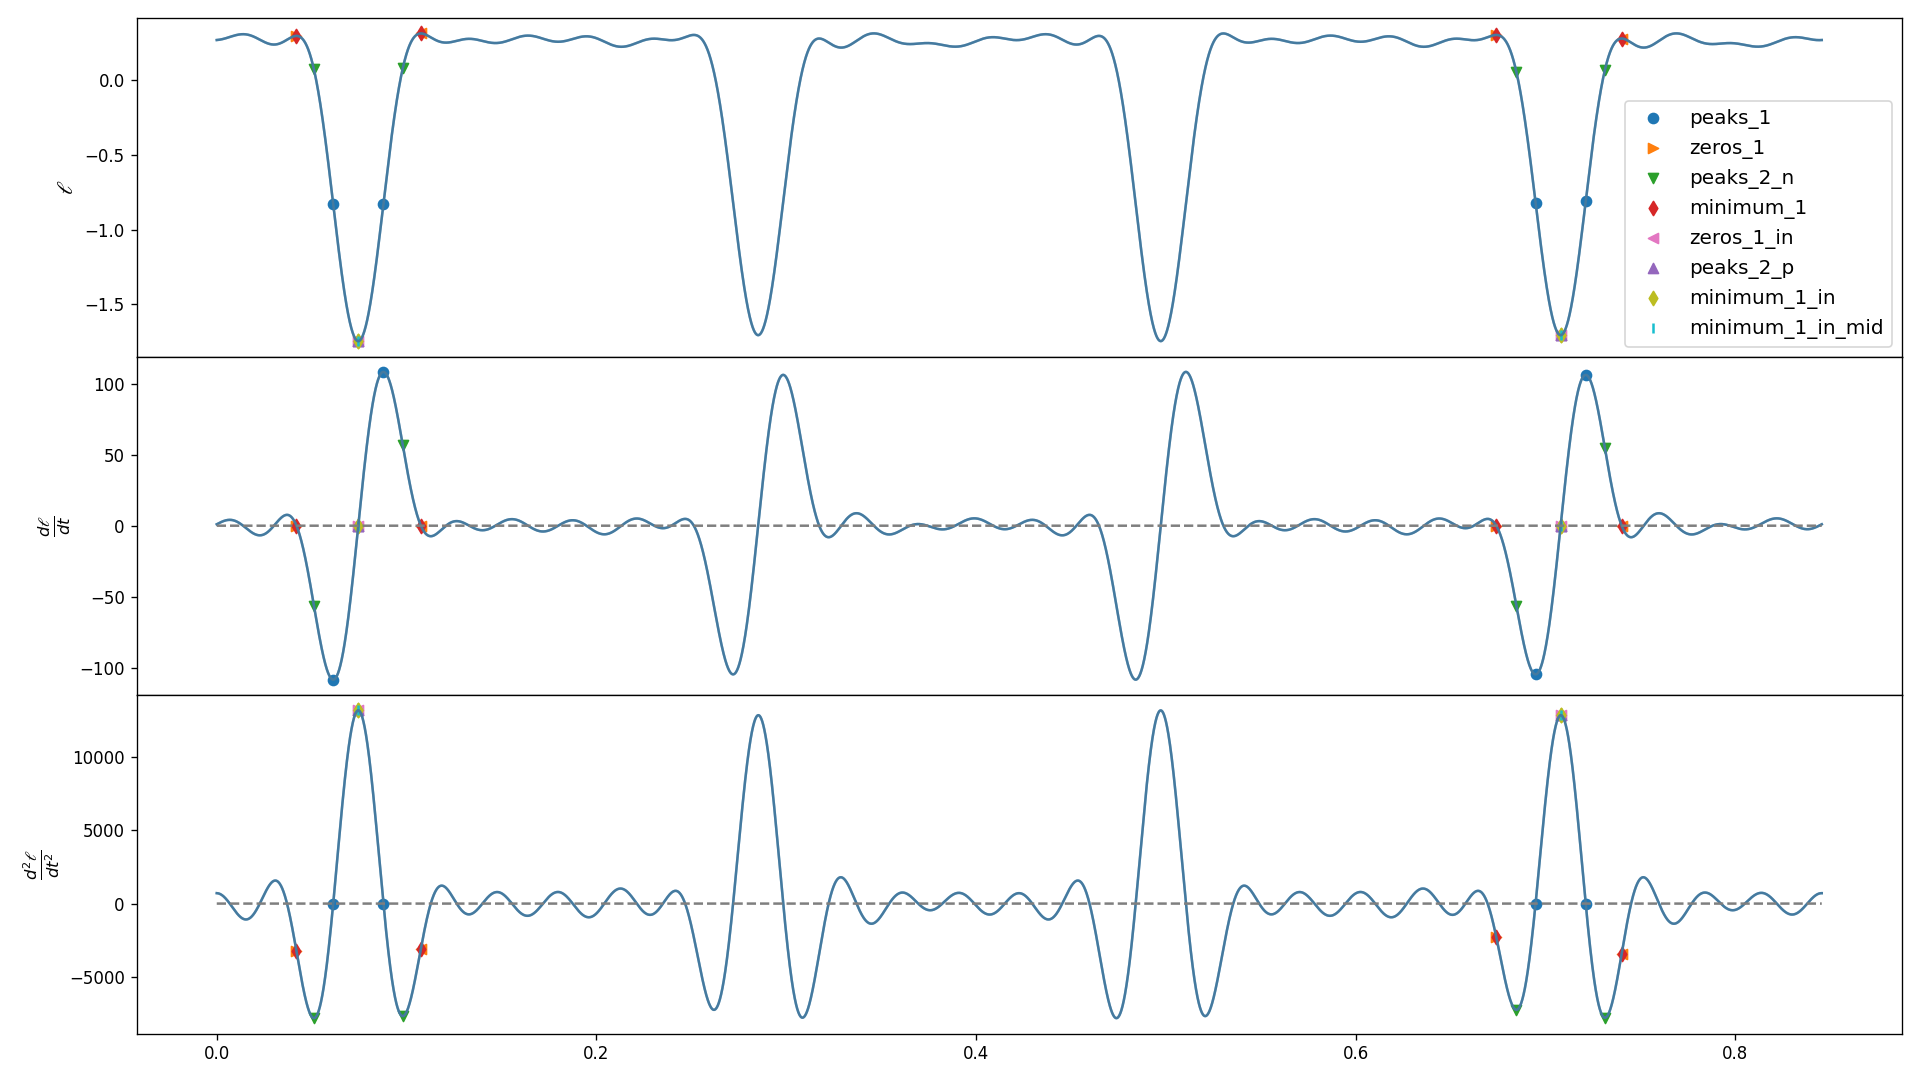 0.0
−0.5
−1.0
−1.5
ℓ
peaks_1
zeros_1
peaks_2_n
minimum_1
zeros_1_in
peaks_2_p
minimum_1_in
minimum_1_in_mid
100
50
0
−50
−100
dℓ/dt
10000
5000
0
−5000
d²ℓ/dt²
0.0 0.2 0.4 0.6 0.8